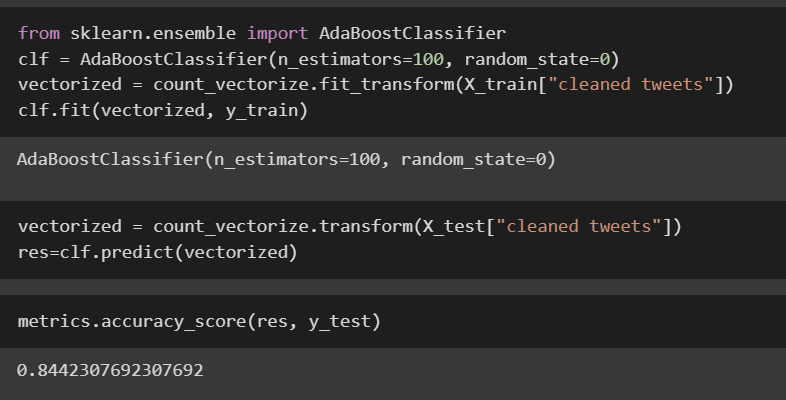 from sklearn.ensemble import AdaBoostClassifier
clf = AdaBoostClassifier(n_estimators=100, random_state=0)
vectorized = count_vectorize.fit_transform(X_train["cleaned tweets"])
clf.fit(vectorized, y_train)
AdaBoostClassifier(n_estimators=100, random_state=0)
vectorized = count_vectorize.transform(X_test["cleaned tweets"])
res=clf.predict(vectorized)
metrics.accuracy_score(res, y_test)
0.8442307692307692